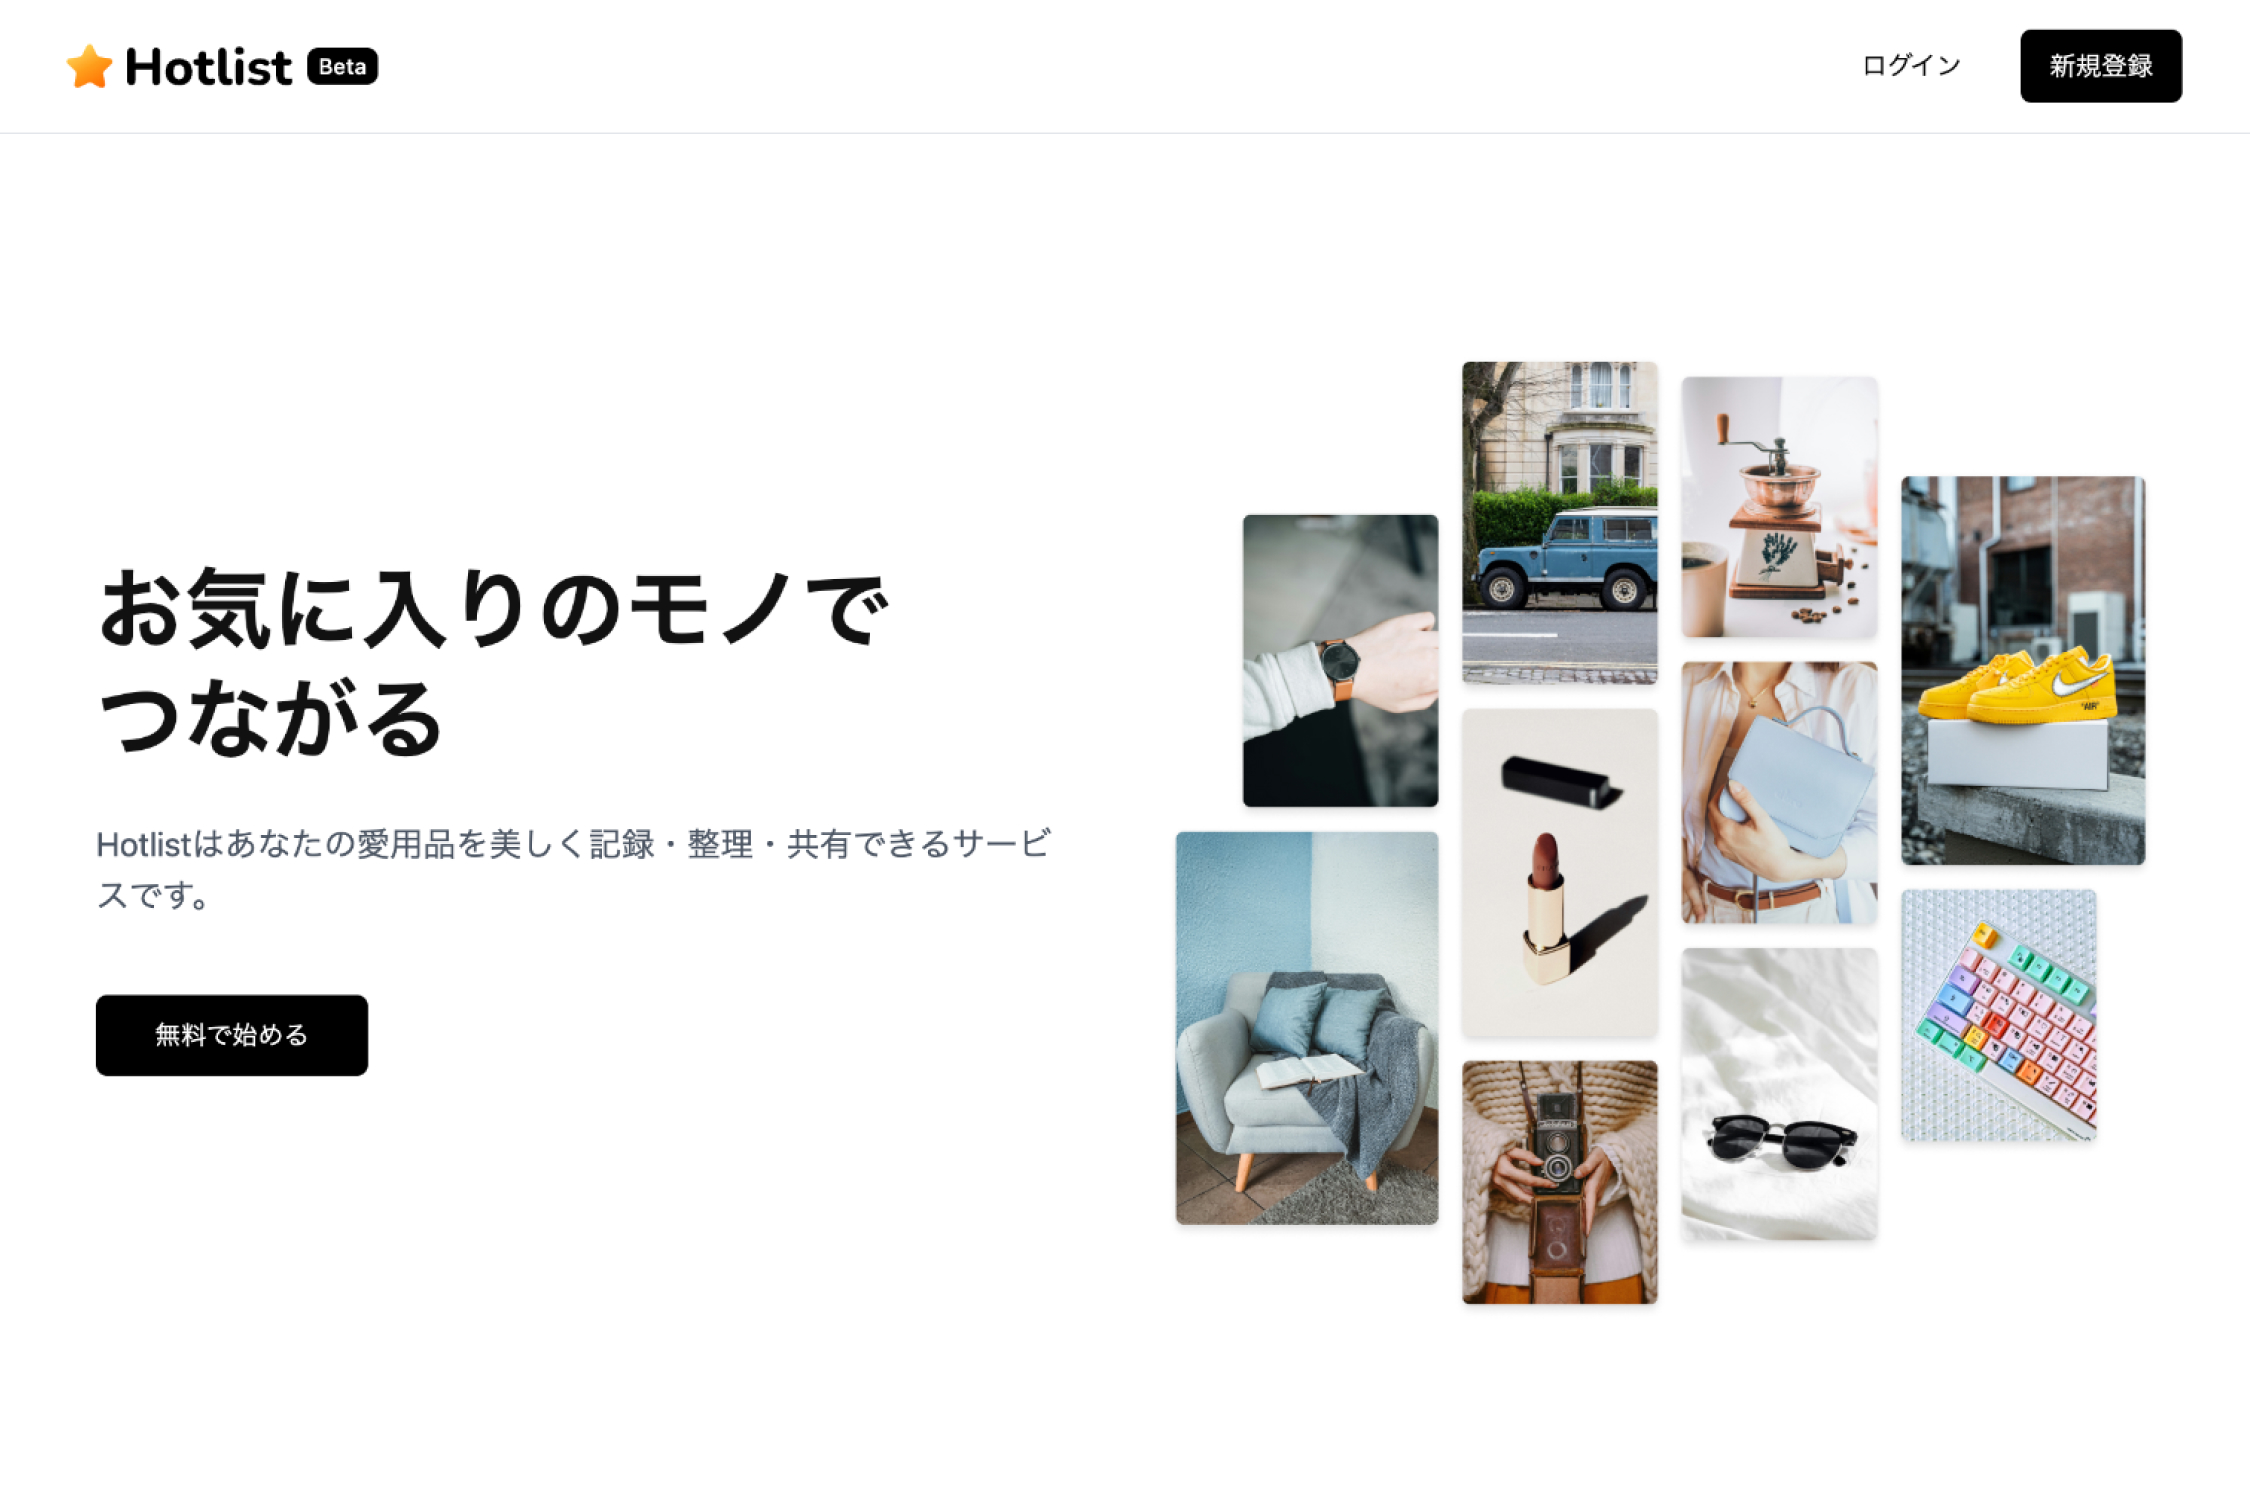 Hotlist Beta
ログイン
新規登録
お気に入りのモノで
つながる
Hotlistはあなたの愛用品を美しく記録・整理・共有できるサービ
スです。
無料で始める
"AIR"